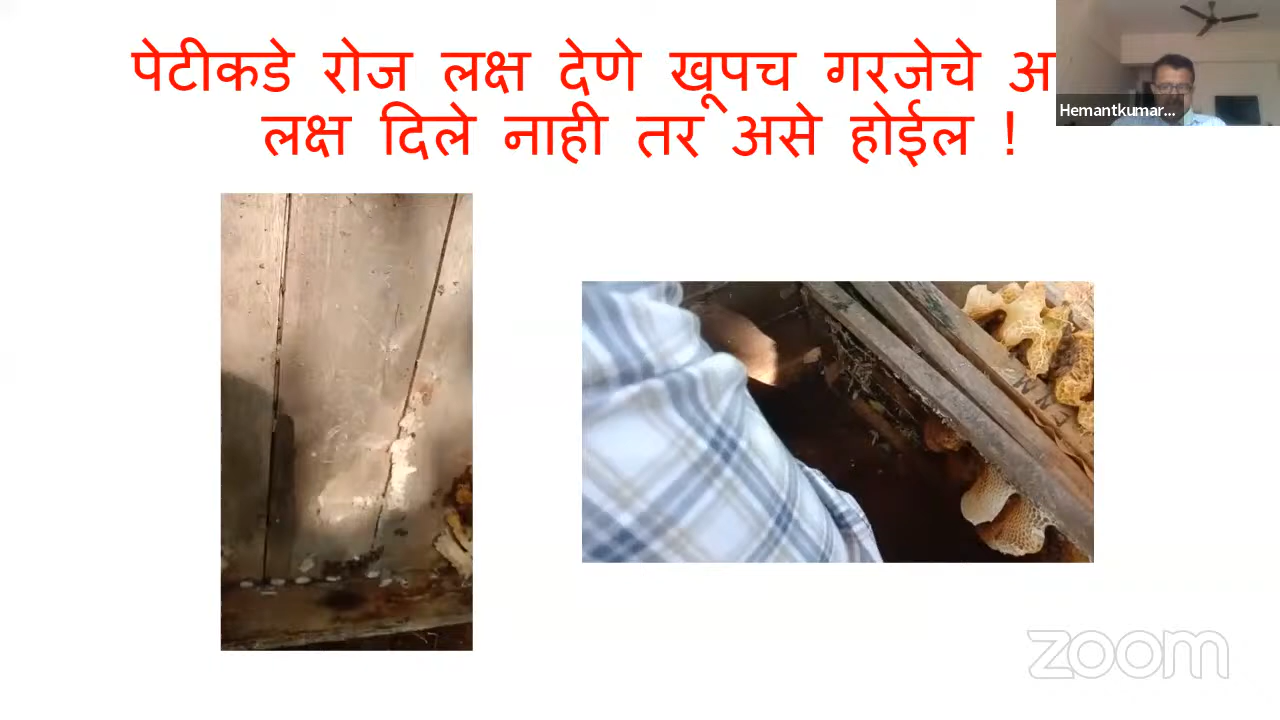 पेटीकडे रोज लक्ष देणे खूपच गरजेचे
लक्ष दिले नाही तर असे होईल !
Hemantkumar...
zoom